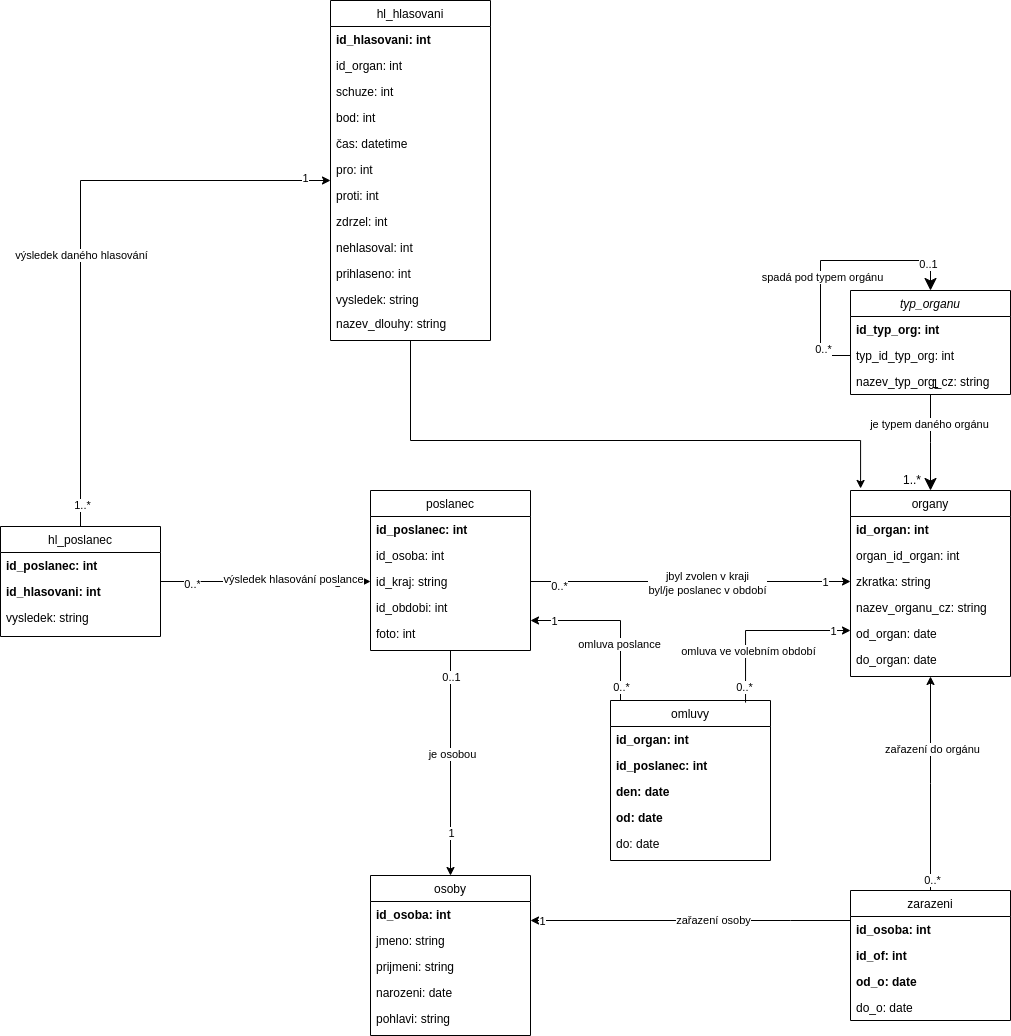 hl_hlasovani
id_hlasovani: int
id_organ: int
schuze: int
bod: int
čas: datetime
pro: int
proti: int
zdrzel: int
nehlasoval: int
prihlaseno: int
vysledek: string
nazev_dlouhy: string
1
výsledek daného hlasování
1..*
0..1
spadá pod typem orgánu
0..*
typ_organu
id_typ_org: int
typ_id_typ_org: int
nazev_typ_org_cz: string
1
je typem daného orgánu
1..*
hl_poslanec
id_poslanec: int
id_hlasovani: int
vysledek: string
0..*
výsledek hlasování poslance
poslanec
id_poslanec: int
id_osoba: int
id_kraj: string
id_obdobi: int
foto: int
0..*
jbyl zvolen v kraji
byl/je poslanec v období
1
organy
id_organ: int
organ_id_organ: int
zkratka: string
nazev_organu_cz: string
od_organ: date
do_organ: date
1
omluva poslance
0..*
1
omluva ve volebním období
0..*
omluvy
id_organ: int
id_poslanec: int
den: date
od: date
do: date
0..1
je osobou
1
zařazení do orgánu
0..*
osoby
id_osoba: int
jmeno: string
prijmeni: string
narozeni: date
pohlavi: string
1
zařazení osoby
zarazeni
id_osoba: int
id_of: int
od_o: date
do_o: date